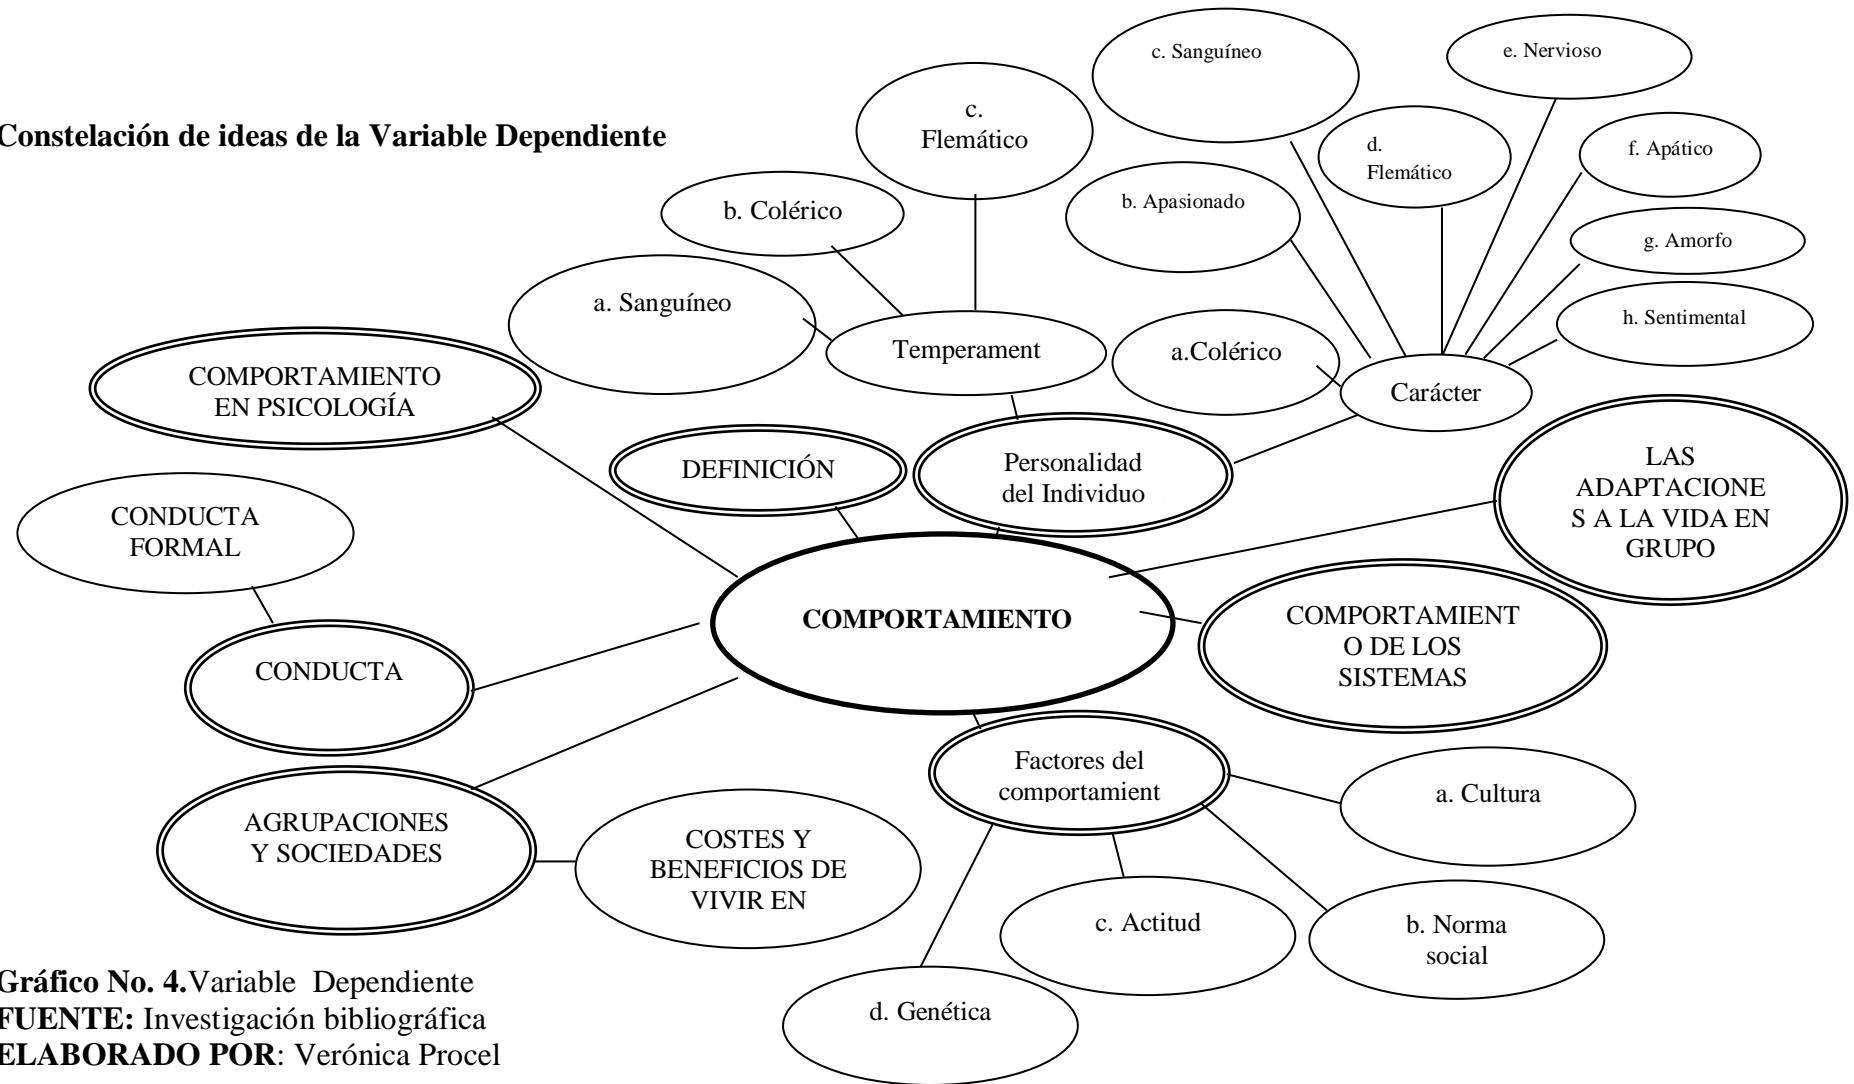 Constelación de ideas de la Variable Dependiente
c. Sanguíneo
e. Nervioso
c.
Flemático
d.
Flemático
f. Apático
b. Colérico
b. Apasionado
g. Amorfo
a. Sanguíneo
h. Sentimental
Temperament
a.Colérico
Carácter
COMPORTAMIENTO
EN PSICOLOGÍA
DEFINICIÓN
Personalidad
del Individuo
LAS
ADAPTACIONE
S A LA VIDA EN
GRUPO
CONDUCTA
FORMAL
COMPORTAMIENTO
COMPORTAMIENT
O DE LOS
SISTEMAS
CONDUCTA
Factores del
comportamient
a. Cultura
AGRUPACIONES
Y SOCIEDADES
COSTES Y
BENEFICIOS DE
VIVIR EN
c. Actitud
b. Norma
social
d. Genética
Gráfico No. 4.Variable  Dependiente
FUENTE: Investigación bibliográfica
ELABORADO POR: Verónica Procel